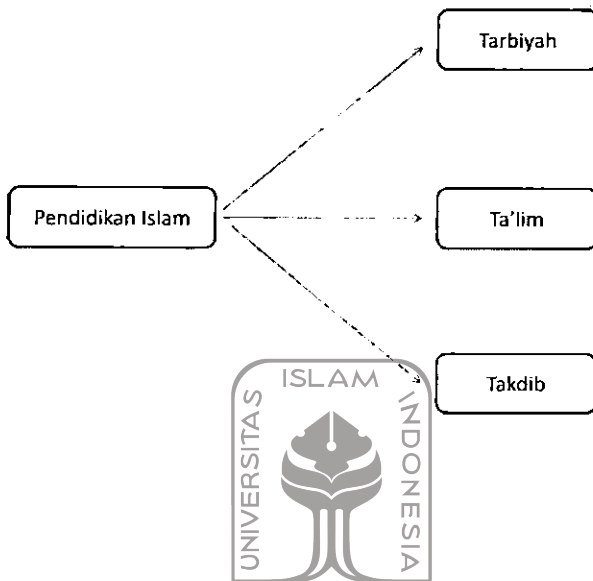 Tarbiyah
Pendidikan Islam
Ta'lim
Takdib
UNIVERSITAS ISLAM INDONESIA